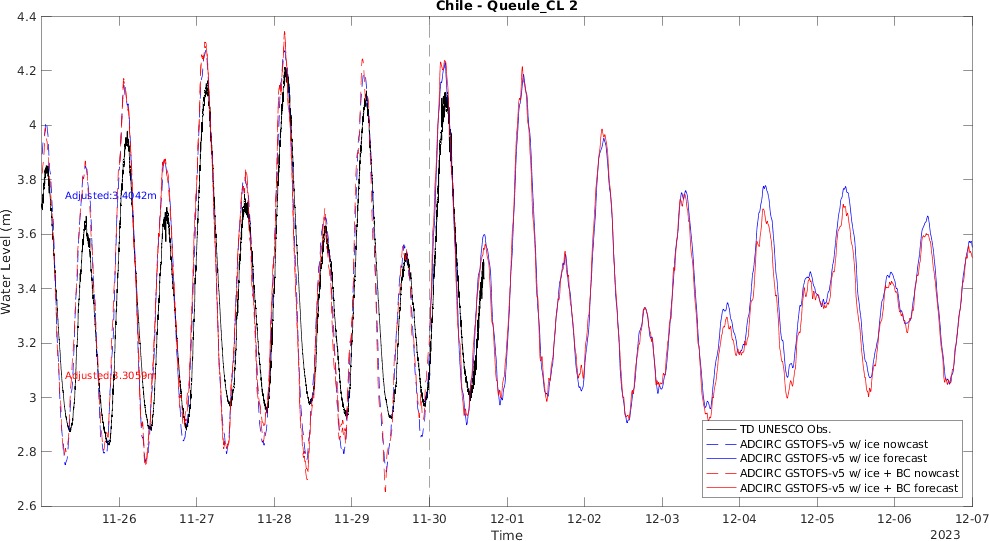 Chile - Queule_CL 2
4.4
4.2
4
3.8
3.6
3.4
3.2
3
2.8
2.6
Water Level (m)
Adjusted:3.4042m
Adjusted:3.3059m
TD UNESCO Obs.
ADCIRC GSTOFS-v5 w/ ice nowcast
ADCIRC GSTOFS-v5 w/ ice forecast
ADCIRC GSTOFS-v5 w/ ice + BC nowcast
ADCIRC GSTOFS-v5 w/ ice + BC forecast
11-26 11-27 11-28 11-29 11-30 12-01 12-02 12-03 12-04 12-05 12-06 12-07
Time
2023